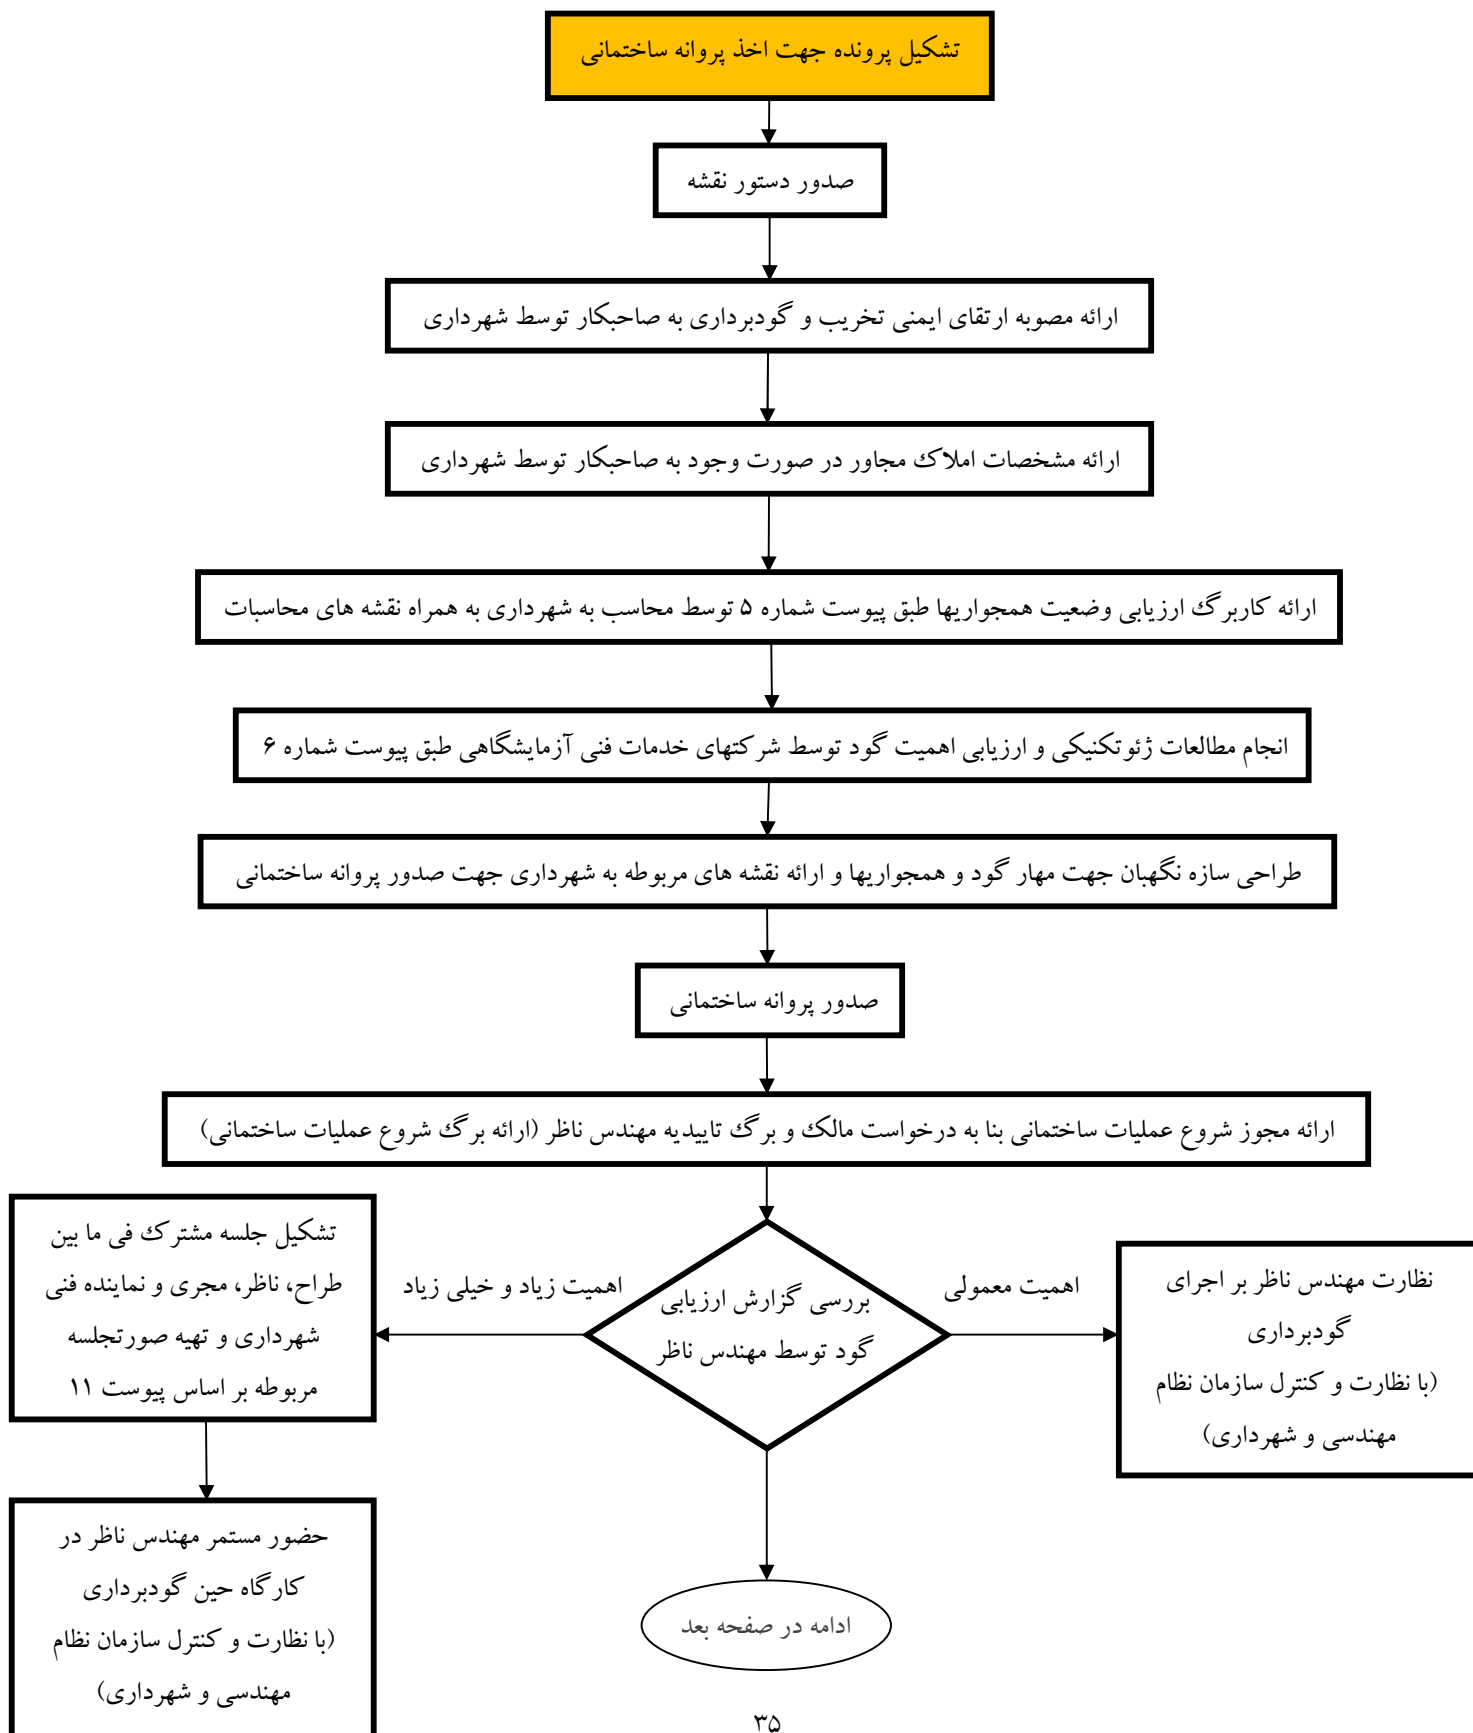 تشکیل پرونده جهت اخذ پروانه ساختمانی
صدور دستور نقشه
ارائه مصوبه ارتقای ایمنی تخریب و گودبرداری به صاحبکار توسط شهرداری
ارائه مشخصات املاک مجاور در صورت وجود به صاحبکار توسط شهرداری
ارائه کاربرگ ارزیابی وضعیت همجواریها طبق پیوست شماره ۵ توسط محاسب به شهرداری به همراه نقشه های محاسبات
انجام مطالعات ژئوتکنیکی و ارزیابی اهمیت گود توسط شرکتهای خدمات فنی آزمایشگاهی طبق پیوست شماره ۶
طراحی سازه نگهبان جهت مهار گود و همجواریها و ارائه نقشه های مربوطه به شهرداری جهت صدور پروانه ساختمانی
صدور پروانه ساختمانی
ارائه مجوز شروع عملیات ساختمانی بنا به درخواست مالک و برگ تاییدیه مهندس ناظر (ارائه برگ شروع عملیات ساختمانی)
بررسی گزارش ارزیابی
گود توسط مهندس ناظر
اهمیت معمولی
نظارت مهندس ناظر بر اجرای
گودبرداری
(با نظارت و کنترل سازمان نظام
مهندسی و شهرداری)
اهمیت زیاد و خیلی زیاد
تشکیل جلسه مشترک فی ما بین
طراح، ناظر، مجری و نماینده فنی
شهرداری و تهیه صورتجلسه
مربوطه بر اساس پیوست ۱۱
حضور مستمر مهندس ناظر در
کارگاه حین گودبرداری
(با نظارت و کنترل سازمان نظام
مهندسی و شهرداری)
ادامه در صفحه بعد
۳۵